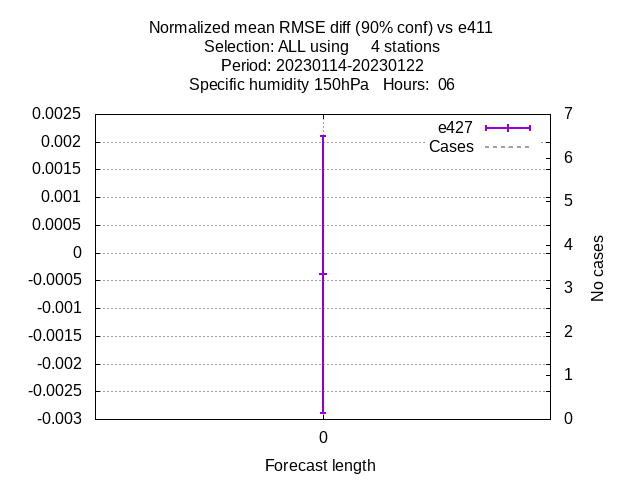 Normalized mean RMSE diff (90% conf) vs e411
Selection: ALL using     4 stations
Period: 20230114-20230122
Specific humidity 150hPa   Hours:  06
0.0025
0.002
0.0015
0.001
0.0005
0
-0.0005
-0.001
-0.0015
-0.002
-0.0025
-0.003
e427
Cases
7
6
5
4
3
2
1
0
No cases
0
Forecast length